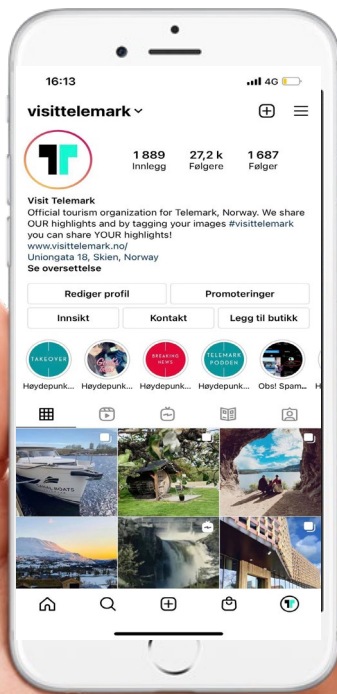 16:13
4G
visittelemark
1 889 27,2 k 1 687
Innlegg Følgere Følger
Visit Telemark
Official tourism organization for Telemark, Norway. We share
OUR highlights and by tagging your images #visittelemark
you can share YOUR highlights!
www.visittelemark.no/
Uniongata 18, Skien, Norway
Se oversettelse
Rediger profil Promoteringer
Innsikt Kontakt Legg til butikk
TAKEOVER
BREAKING
NEWS
TELEMARK
PODDEN
Høydepunk... Høydepunk... Høydepunk... Høydepunk... Obs! Spam... H
BOATS